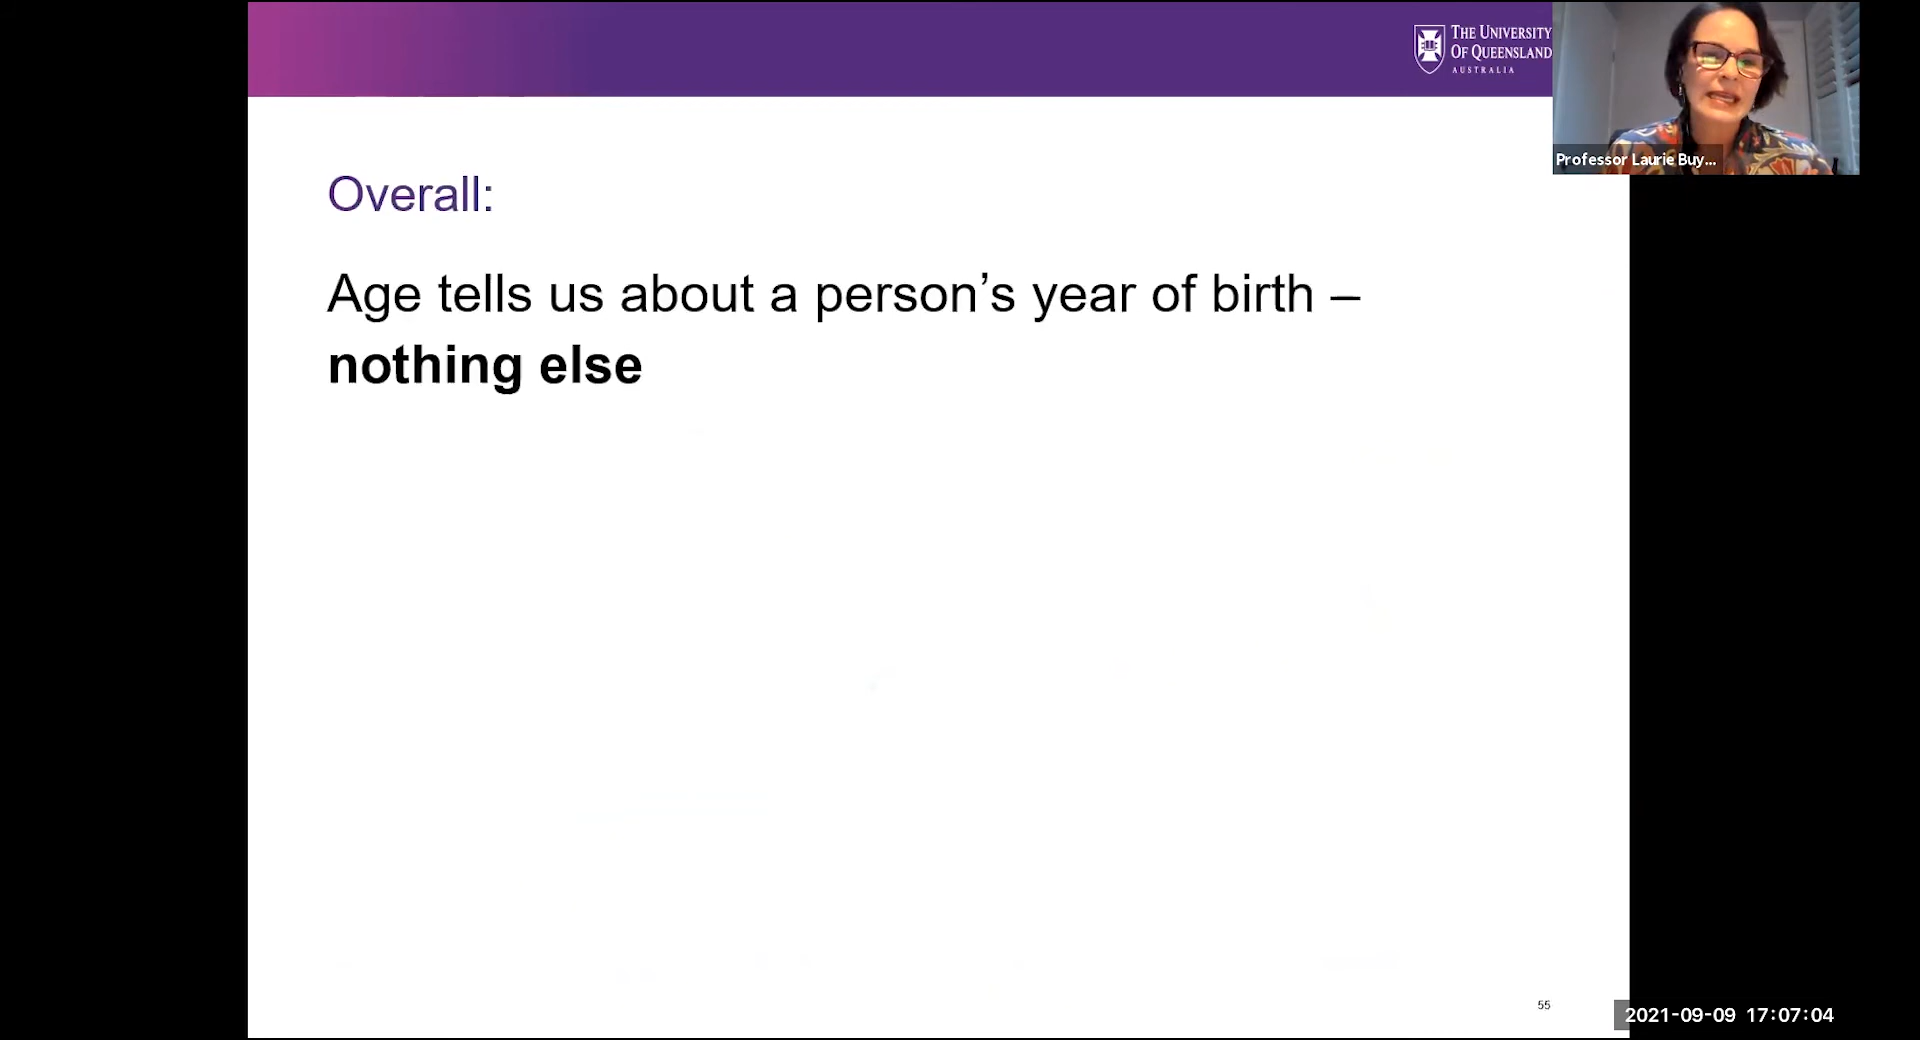 THE UNIVERSITY
OF QUEENSLAND
AUSTRALIA
Professor Laurie Buy...
Overall:
Age tells us about a person’s year of birth –
nothing else
55
2021-09-09 17:07:04